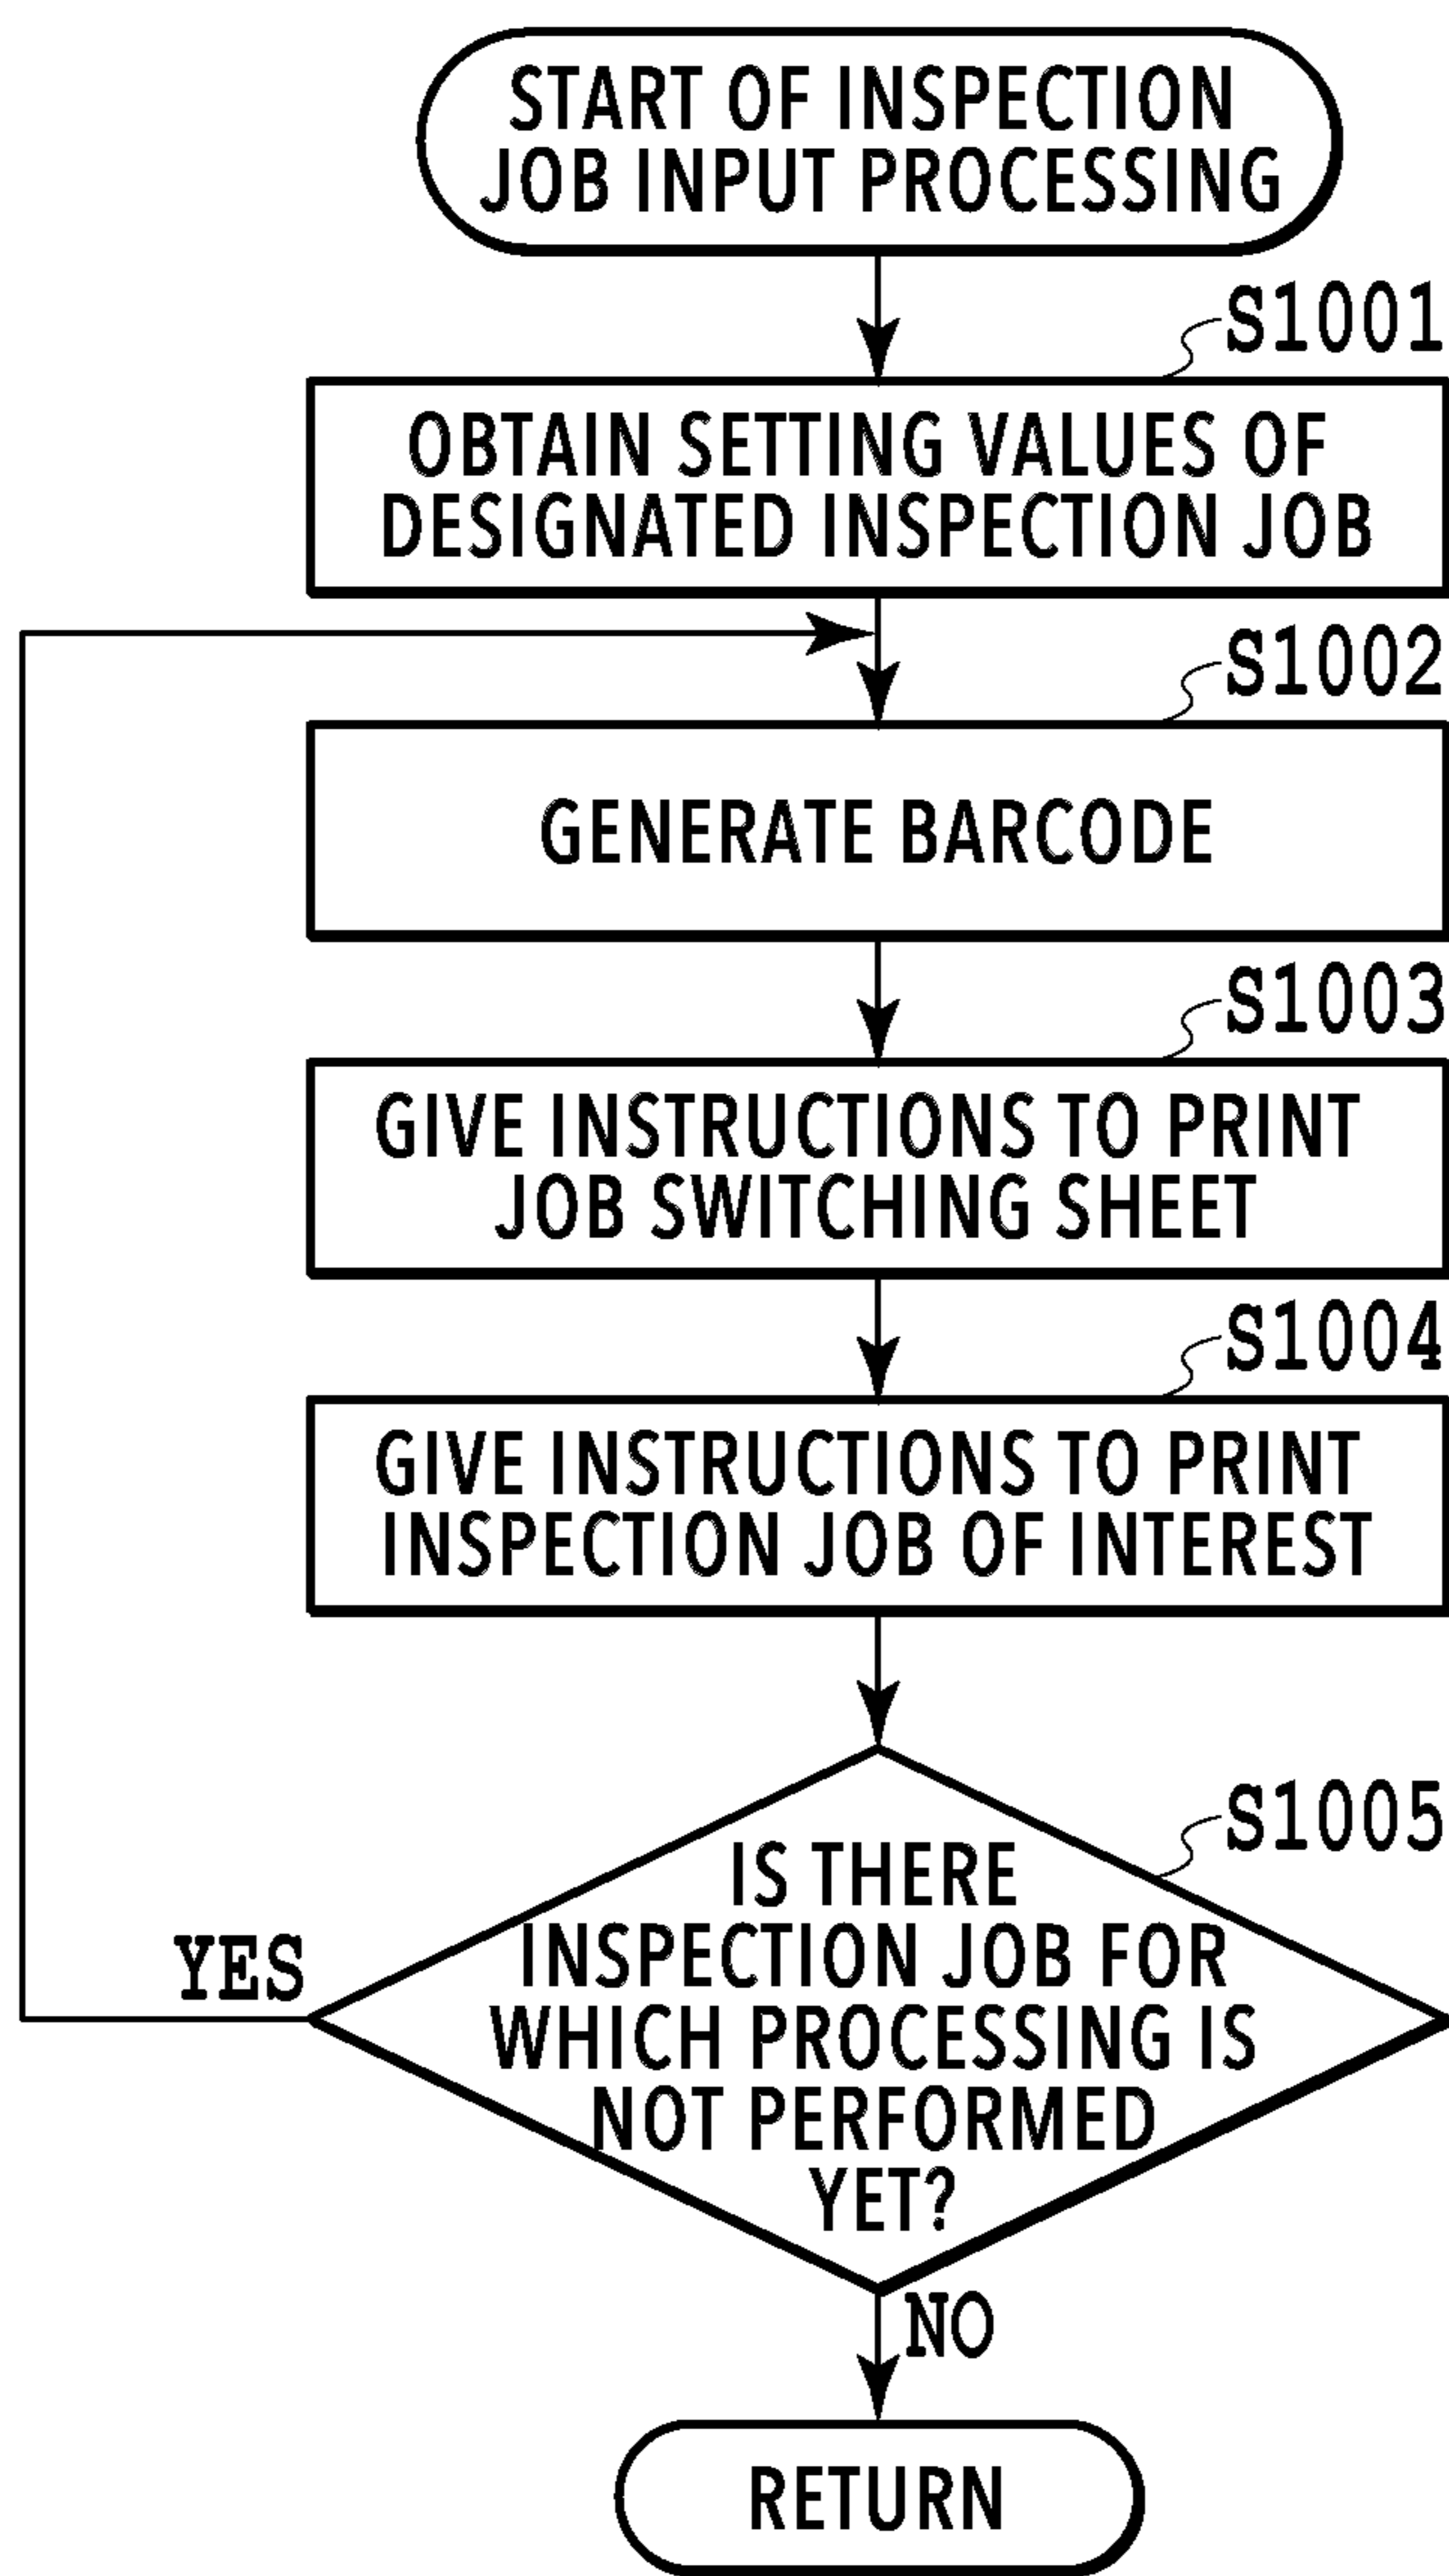 START OF INSPECTION
JOB INPUT PROCESSING
S1001
OBTAIN SETTING VALUES OF
DESIGNATED INSPECTION JOB
S1002
GENERATE BARCODE
S1003
GIVE INSTRUCTIONS TO PRINT
JOB SWITCHING SHEET
S1004
GIVE INSTRUCTIONS TO PRINT
INSPECTION JOB OF INTEREST
S1005
IS THERE
INSPECTION JOB FOR
WHICH PROCESSING IS
NOT PERFORMED
YET?
YES
NO
RETURN